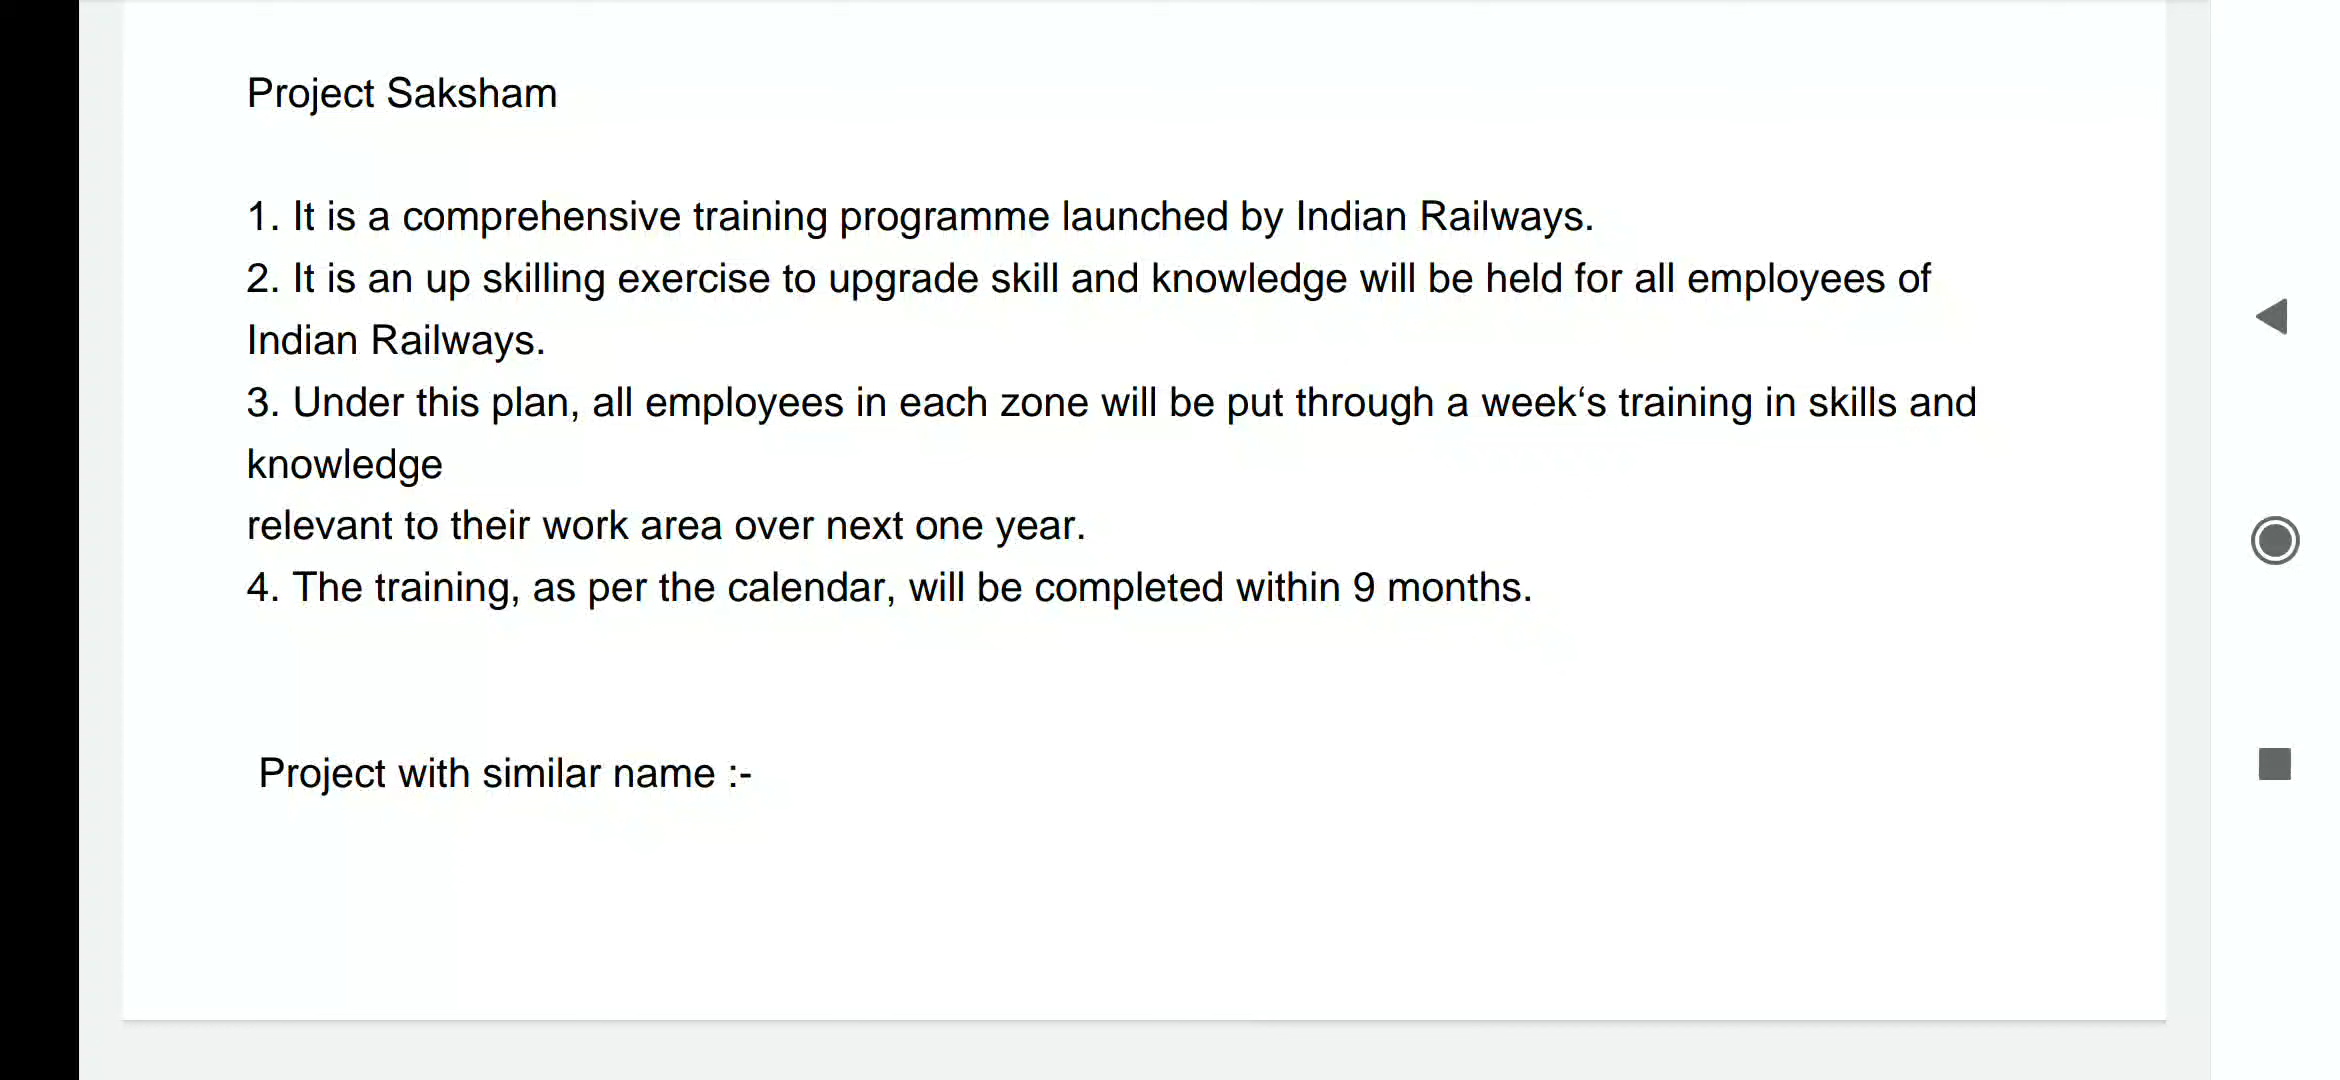 Project Saksham
1. It is a comprehensive training programme launched by Indian Railways.
2. It is an up skilling exercise to upgrade skill and knowledge will be held for all employees of
Indian Railways.
3. Under this plan, all employees in each zone will be put through a week‘s training in skills and
knowledge
relevant to their work area over next one year.
4. The training, as per the calendar, will be completed within 9 months.
Project with similar name :-